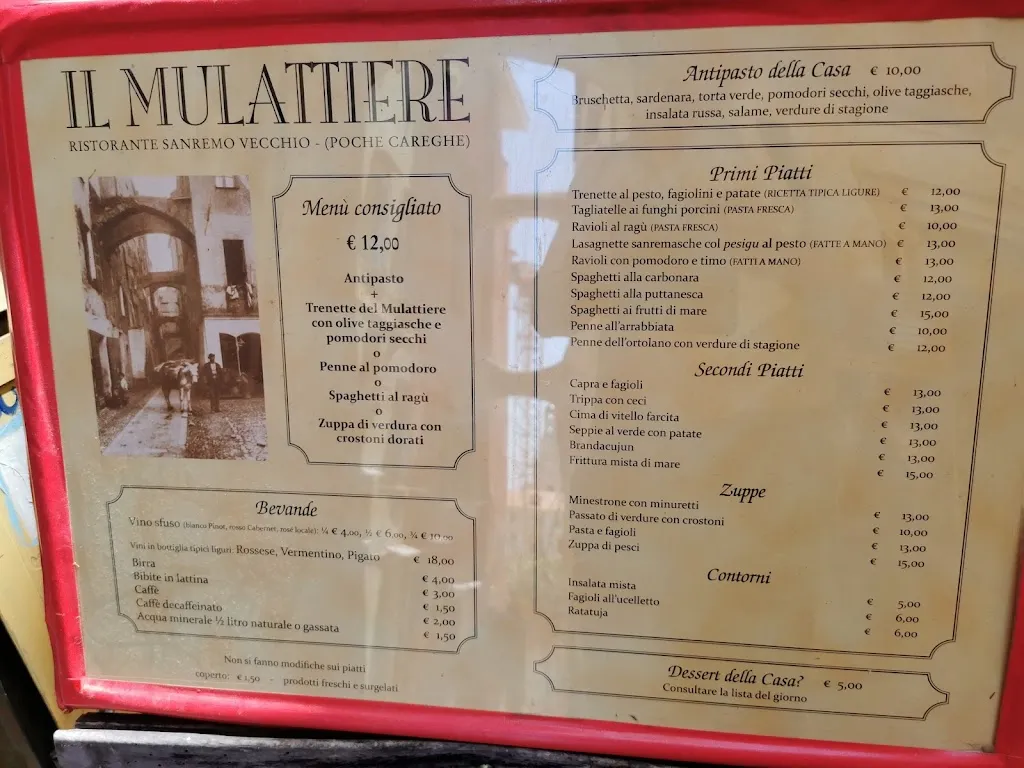 IL MULATTIERE
RISTORANTE SANREMO VECCHIO - (POCHE CAREGHE)
Menù consigliato
€ 12,00
Antipasto
+
Trenette del Mulattiere
con olive taggiasche e
pomodori secchi
o
Penne al pomodoro
o
Spaghetti al ragù
o
Zuppa di verdura con
crostoni dorati
Bevande
Vino sfuso (bianco Pinot, rosso Cabernet, rosé locale): ¼ € 4,00, ½ € 6,00, ¾ € 10,00
Vini in bottiglia tipici liguri: Rossese, Vermentino, Pigato € 18,00
Birra € 4,00
Bibite in lattina € 3,00
Caffè € 1,50
Caffè decaffeinato € 2,00
Acqua minerale ½ litro naturale o gassata € 1,50
Non si fanno modifiche sui piatti
coperto: €1,50 - prodotti freschi e surgelati
Antipasto della Casa € 10,00
Bruschetta, sardenara, torta verde, pomodori secchi, olive taggiasche,
insalata russa, salame, verdure di stagione
Primi Piatti
Trenette al pesto, fagiolini e patate (RICETTA TIPICA LIGURE) € 12,00
Tagliatelle ai funghi porcini (PASTA FRESCA) € 13,00
Ravioli al ragù (PASTA FRESCA) € 10,00
Lasagnette sanremasche col pesigu al pesto (FATTE A MANO) € 13,00
Ravioli con pomodoro e timo (FATTI A MANO) € 13,00
Spaghetti alla carbonara € 12,00
Spaghetti alla puttanesca € 12,00
Spaghetti ai frutti di mare € 15,00
Penne all'arrabbiata € 10,00
Penne dell'ortolano con verdure di stagione € 12,00
Secondi Piatti
Capra e fagioli € 13,00
Trippa con ceci € 13,00
Cima di vitello farcita € 13,00
Seppie al verde con patate € 13,00
Brandacujun € 13,00
Frittura mista di mare € 15,00
Zuppe
Minestrone con minuretti € 13,00
Passato di verdure con crostoni € 10,00
Pasta e fagioli € 13,00
Zuppa di pesci € 15,00
Contorni
Insalata mista € 5,00
Fagioli all'ucelletto € 6,00
Ratatuja € 6,00
Dessert della Casa? € 5,00
Consultare la lista del giorno